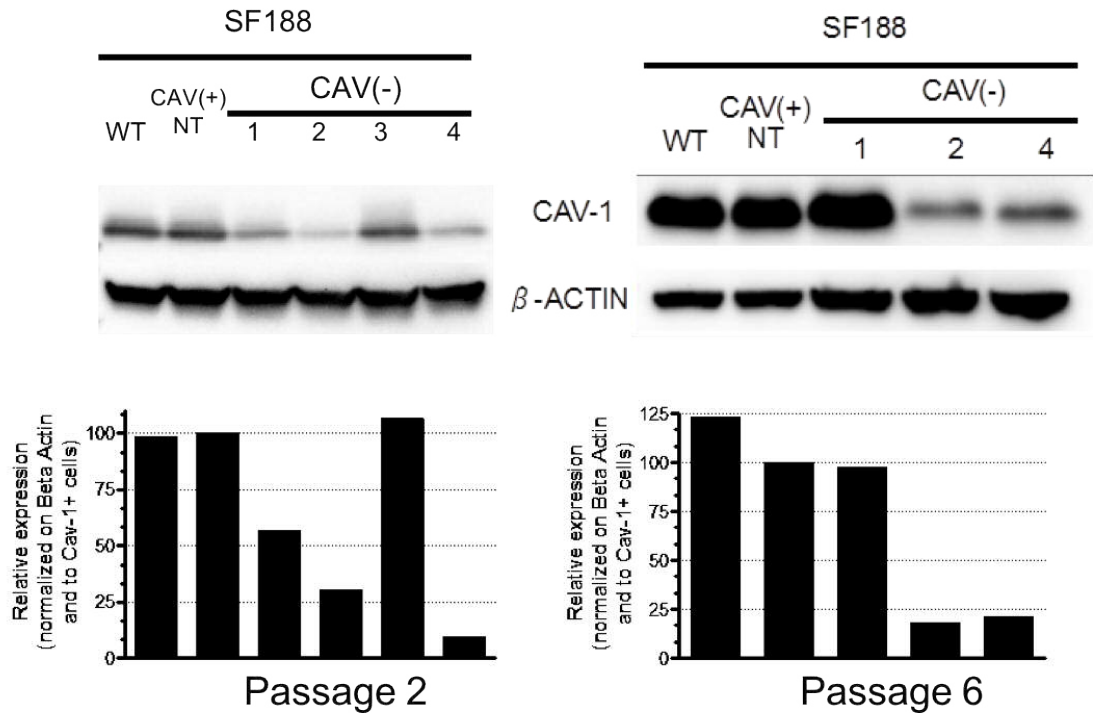 SF188
CAV(-)
CAV(+)
WT NT 1 2 3 4
SF188
CAV(-)
CAV(+)
WT NT 1 2 4
CAV-1
β-ACTIN
Relative expression
(normalized on Beta Actin
and to Cav-1+ cells)
100
75
50
25
0
Passage 2
Relative expression
(normalized on Beta Actin
and to Cav-1+ cells)
125
100
75
50
25
0
Passage 6